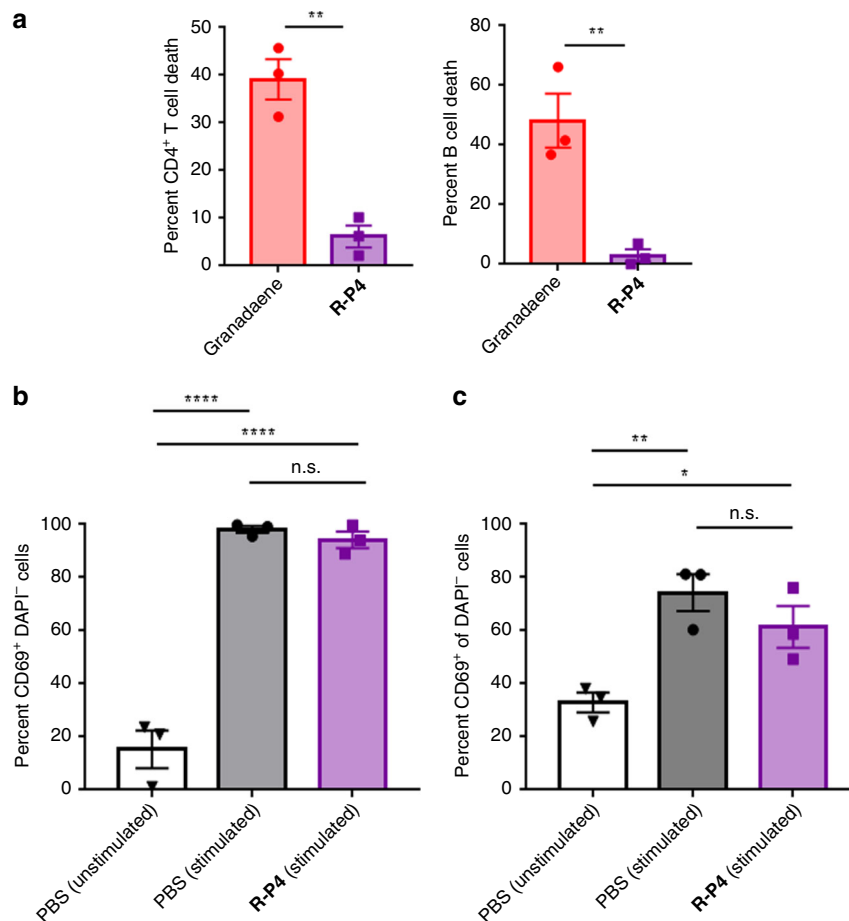 a
**
**
Percent CD4⁺ T cell death
50
40
30
20
10
0
Granadaene
R-P4
Percent B cell death
80
60
40
20
0
Granadaene
R-P4
b
****
****
n.s.
Percent CD69⁺ DAPI⁻ cells
100
80
60
40
20
0
PBS (unstimulated)
PBS (stimulated)
R-P4 (stimulated)
c
**
*
n.s.
Percent CD69⁺ of DAPI⁻ cells
100
80
60
40
20
0
PBS (unstimulated)
PBS (stimulated)
R-P4 (stimulated)